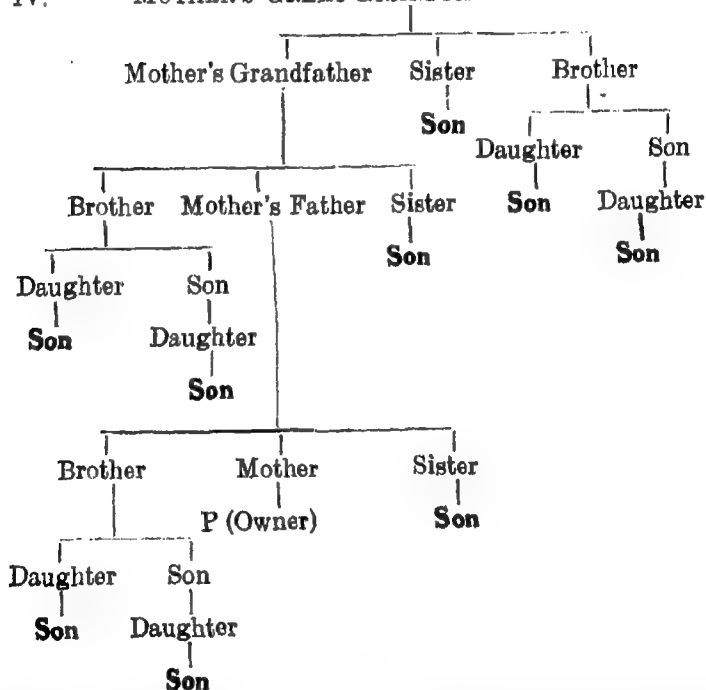 IV.
Mother's Grandfather Sister Brother
Son
Daughter Son
Brother Mother's Father Sister Son Daughter
Son Son
Daughter Son
Son Daughter
Son
Brother Mother Sister
P (Owner) Son
Daughter Son
Son Daughter
Son